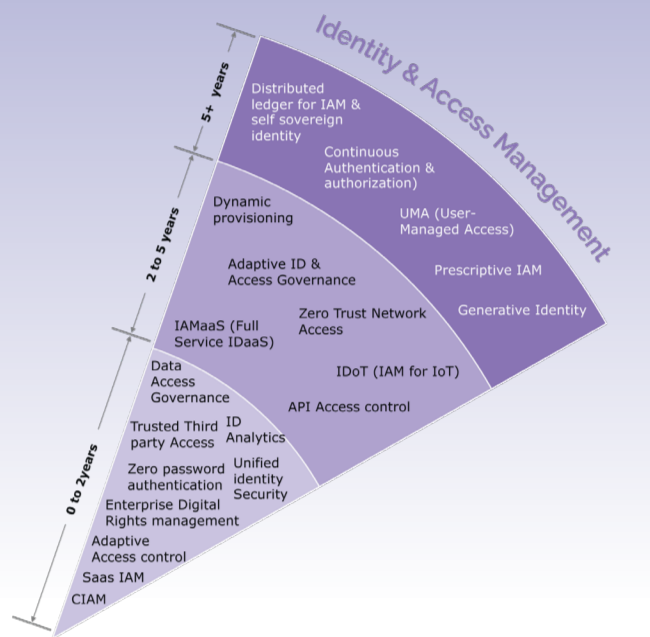 Identity & Access Management
5+ years
Distributed
ledger for IAM &
self sovereign
identity
Continuous
Authentication &
authorization)
UMA (User-
Managed Access)
Prescriptive IAM
Generative Identity
2 to 5 years
Dynamic
provisioning
Adaptive ID &
Access Governance
Zero Trust Network
Access
IAMaaS (Full
Service IDaaS)
IDoT (IAM for IoT)
API Access control
0 to 2years
Data
Access
Governance
Trusted Third
party Access
ID
Analytics
Zero password
authentication
Unified
identity
Security
Enterprise Digital
Rights management
Adaptive
Access control
Saas IAM
CIAM